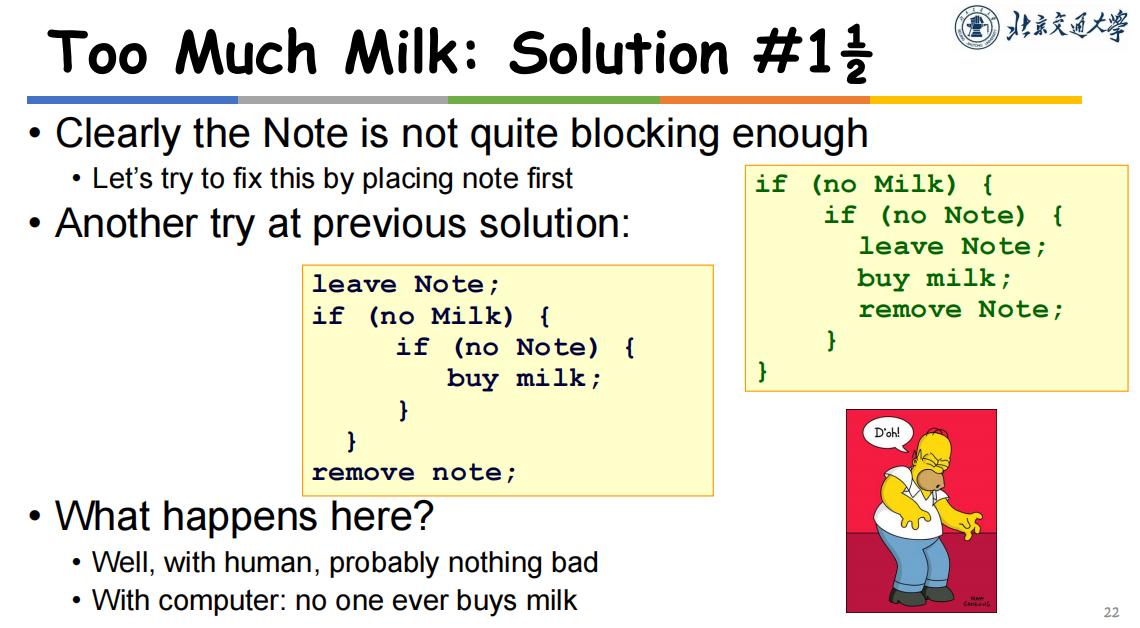 Too Much Milk: Solution #1½
北京交通大学
• Clearly the Note is not quite blocking enough
• Let's try to fix this by placing note first
• Another try at previous solution:
leave Note;
if (no Milk) {
if (no Note) {
buy milk;
}
}
remove note;
if (no Milk) {
if (no Note) {
leave Note;
buy milk;
remove Note;
}
}
D'oh!
• What happens here?
• Well, with human, probably nothing bad
• With computer: no one ever buys milk
22